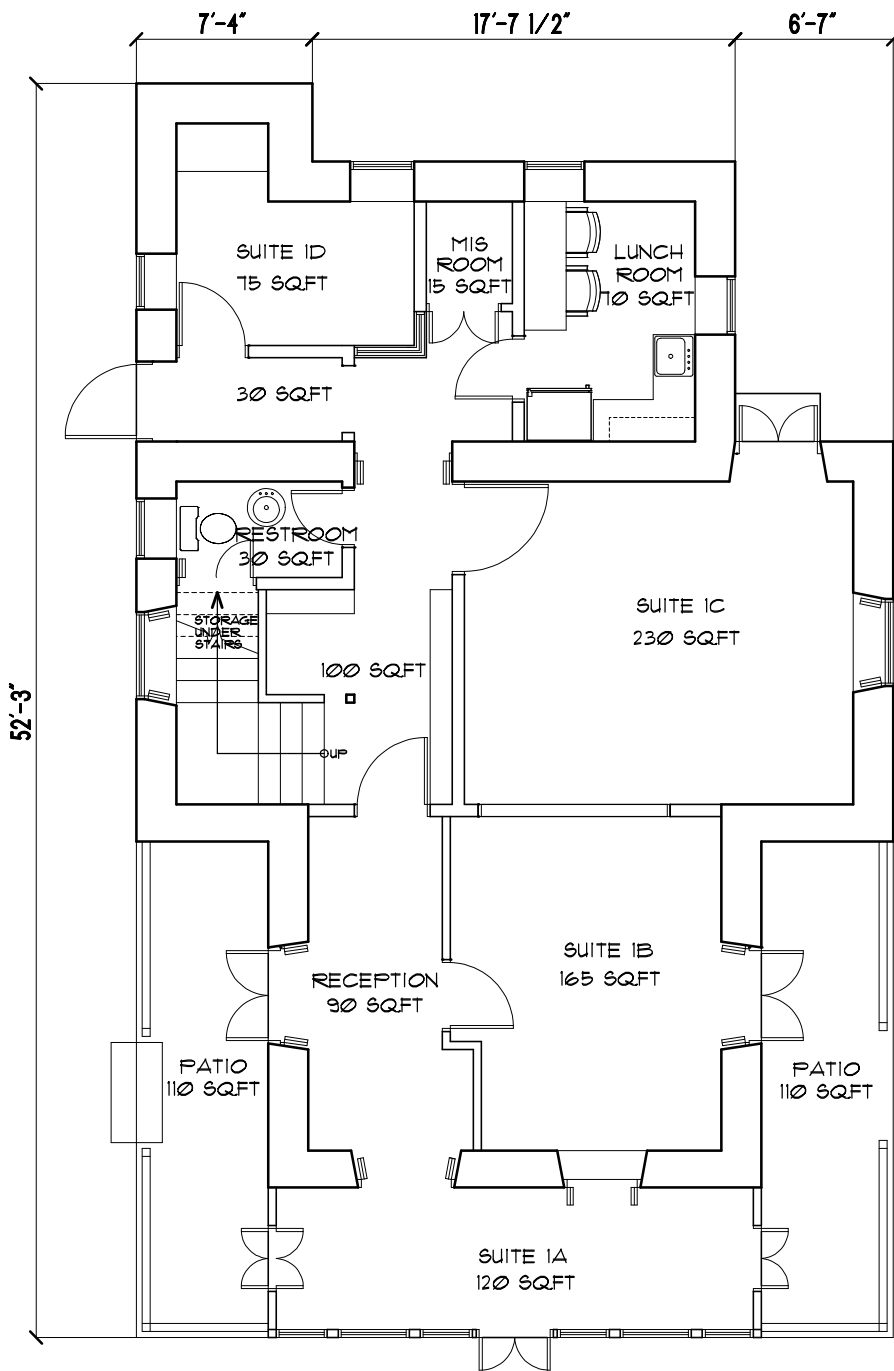 7'-4"
17'-7 1/2"
6'-7"
52'-3"
SUITE 1D
75 SQFT
MIS
ROOM
15 SQFT
LUNCH
ROOM
70 SQFT
30 SQFT
RESTROOM
30 SQFT
STORAGE
UNDER
STAIRS
100 SQFT
UP
SUITE 1C
230 SQFT
RECEPTION
90 SQFT
SUITE 1B
165 SQFT
PATIO
110 SQFT
PATIO
110 SQFT
SUITE 1A
120 SQFT